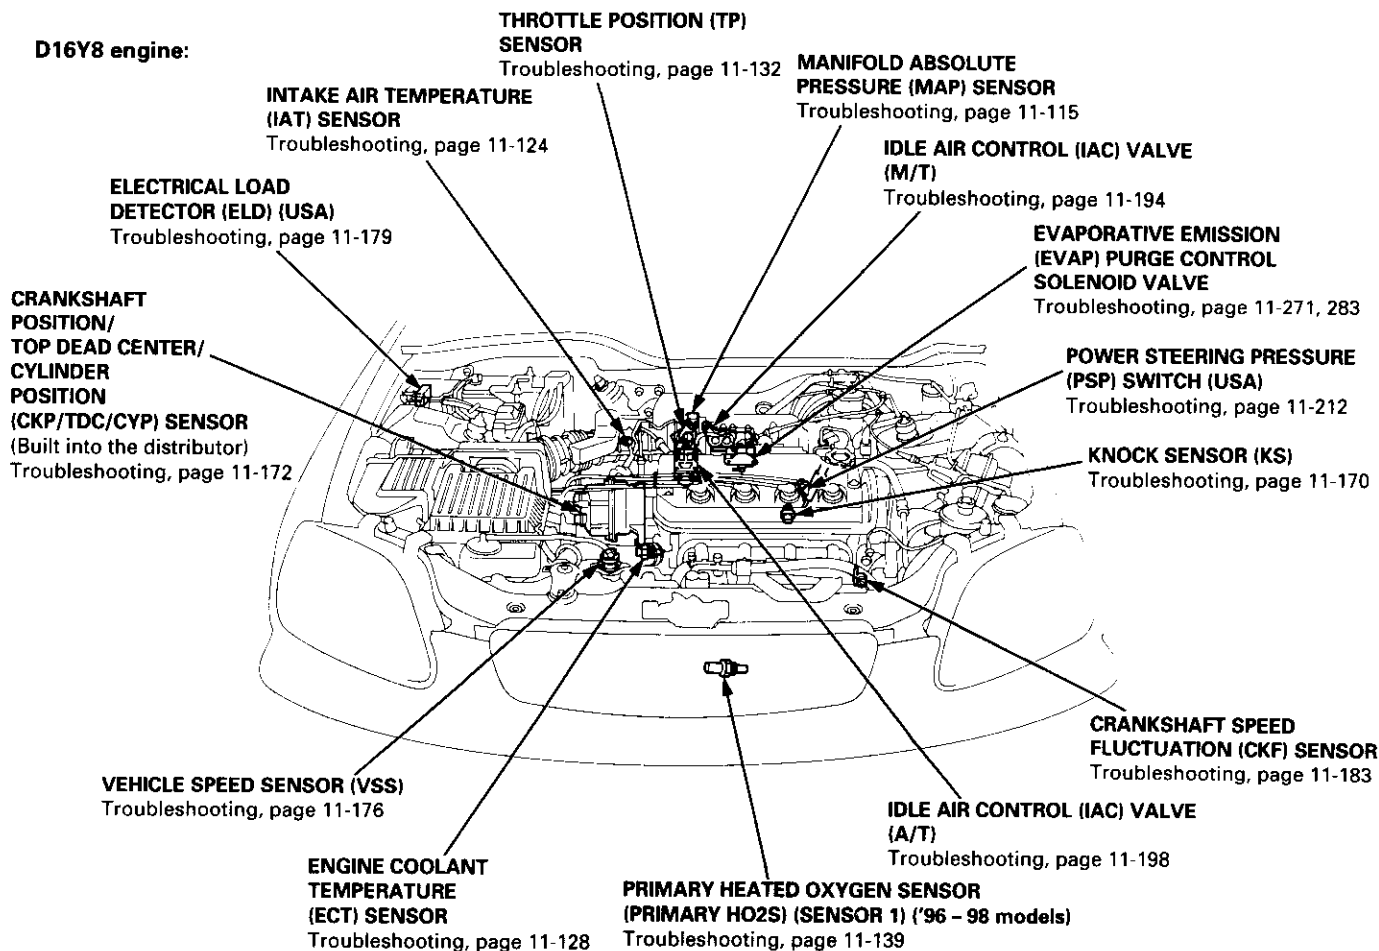 D16Y8 engine:
THROTTLE POSITION (TP)
SENSOR
Troubleshooting, page 11-132
MANIFOLD ABSOLUTE
PRESSURE (MAP) SENSOR
Troubleshooting, page 11-115
INTAKE AIR TEMPERATURE
(IAT) SENSOR
Troubleshooting, page 11-124
IDLE AIR CONTROL (IAC) VALVE
(M/T)
Troubleshooting, page 11-194
ELECTRICAL LOAD
DETECTOR (ELD) (USA)
Troubleshooting, page 11-179
EVAPORATIVE EMISSION
(EVAP) PURGE CONTROL
SOLENOID VALVE
Troubleshooting, page 11-271, 283
CRANKSHAFT
POSITION/
TOP DEAD CENTER/
CYLINDER
POSITION
(CKP/TDC/CYP) SENSOR
(Built into the distributor)
Troubleshooting, page 11-172
POWER STEERING PRESSURE
(PSP) SWITCH (USA)
Troubleshooting, page 11-212
KNOCK SENSOR (KS)
Troubleshooting, page 11-170
CRANKSHAFT SPEED
FLUCTUATION (CKF) SENSOR
Troubleshooting, page 11-183
VEHICLE SPEED SENSOR (VSS)
Troubleshooting, page 11-176
IDLE AIR CONTROL (IAC) VALVE
(A/T)
Troubleshooting, page 11-198
ENGINE COOLANT
TEMPERATURE
(ECT) SENSOR
Troubleshooting, page 11-128
PRIMARY HEATED OXYGEN SENSOR
(PRIMARY HO2S) (SENSOR 1) ('96 – 98 models)
Troubleshooting, page 11-139